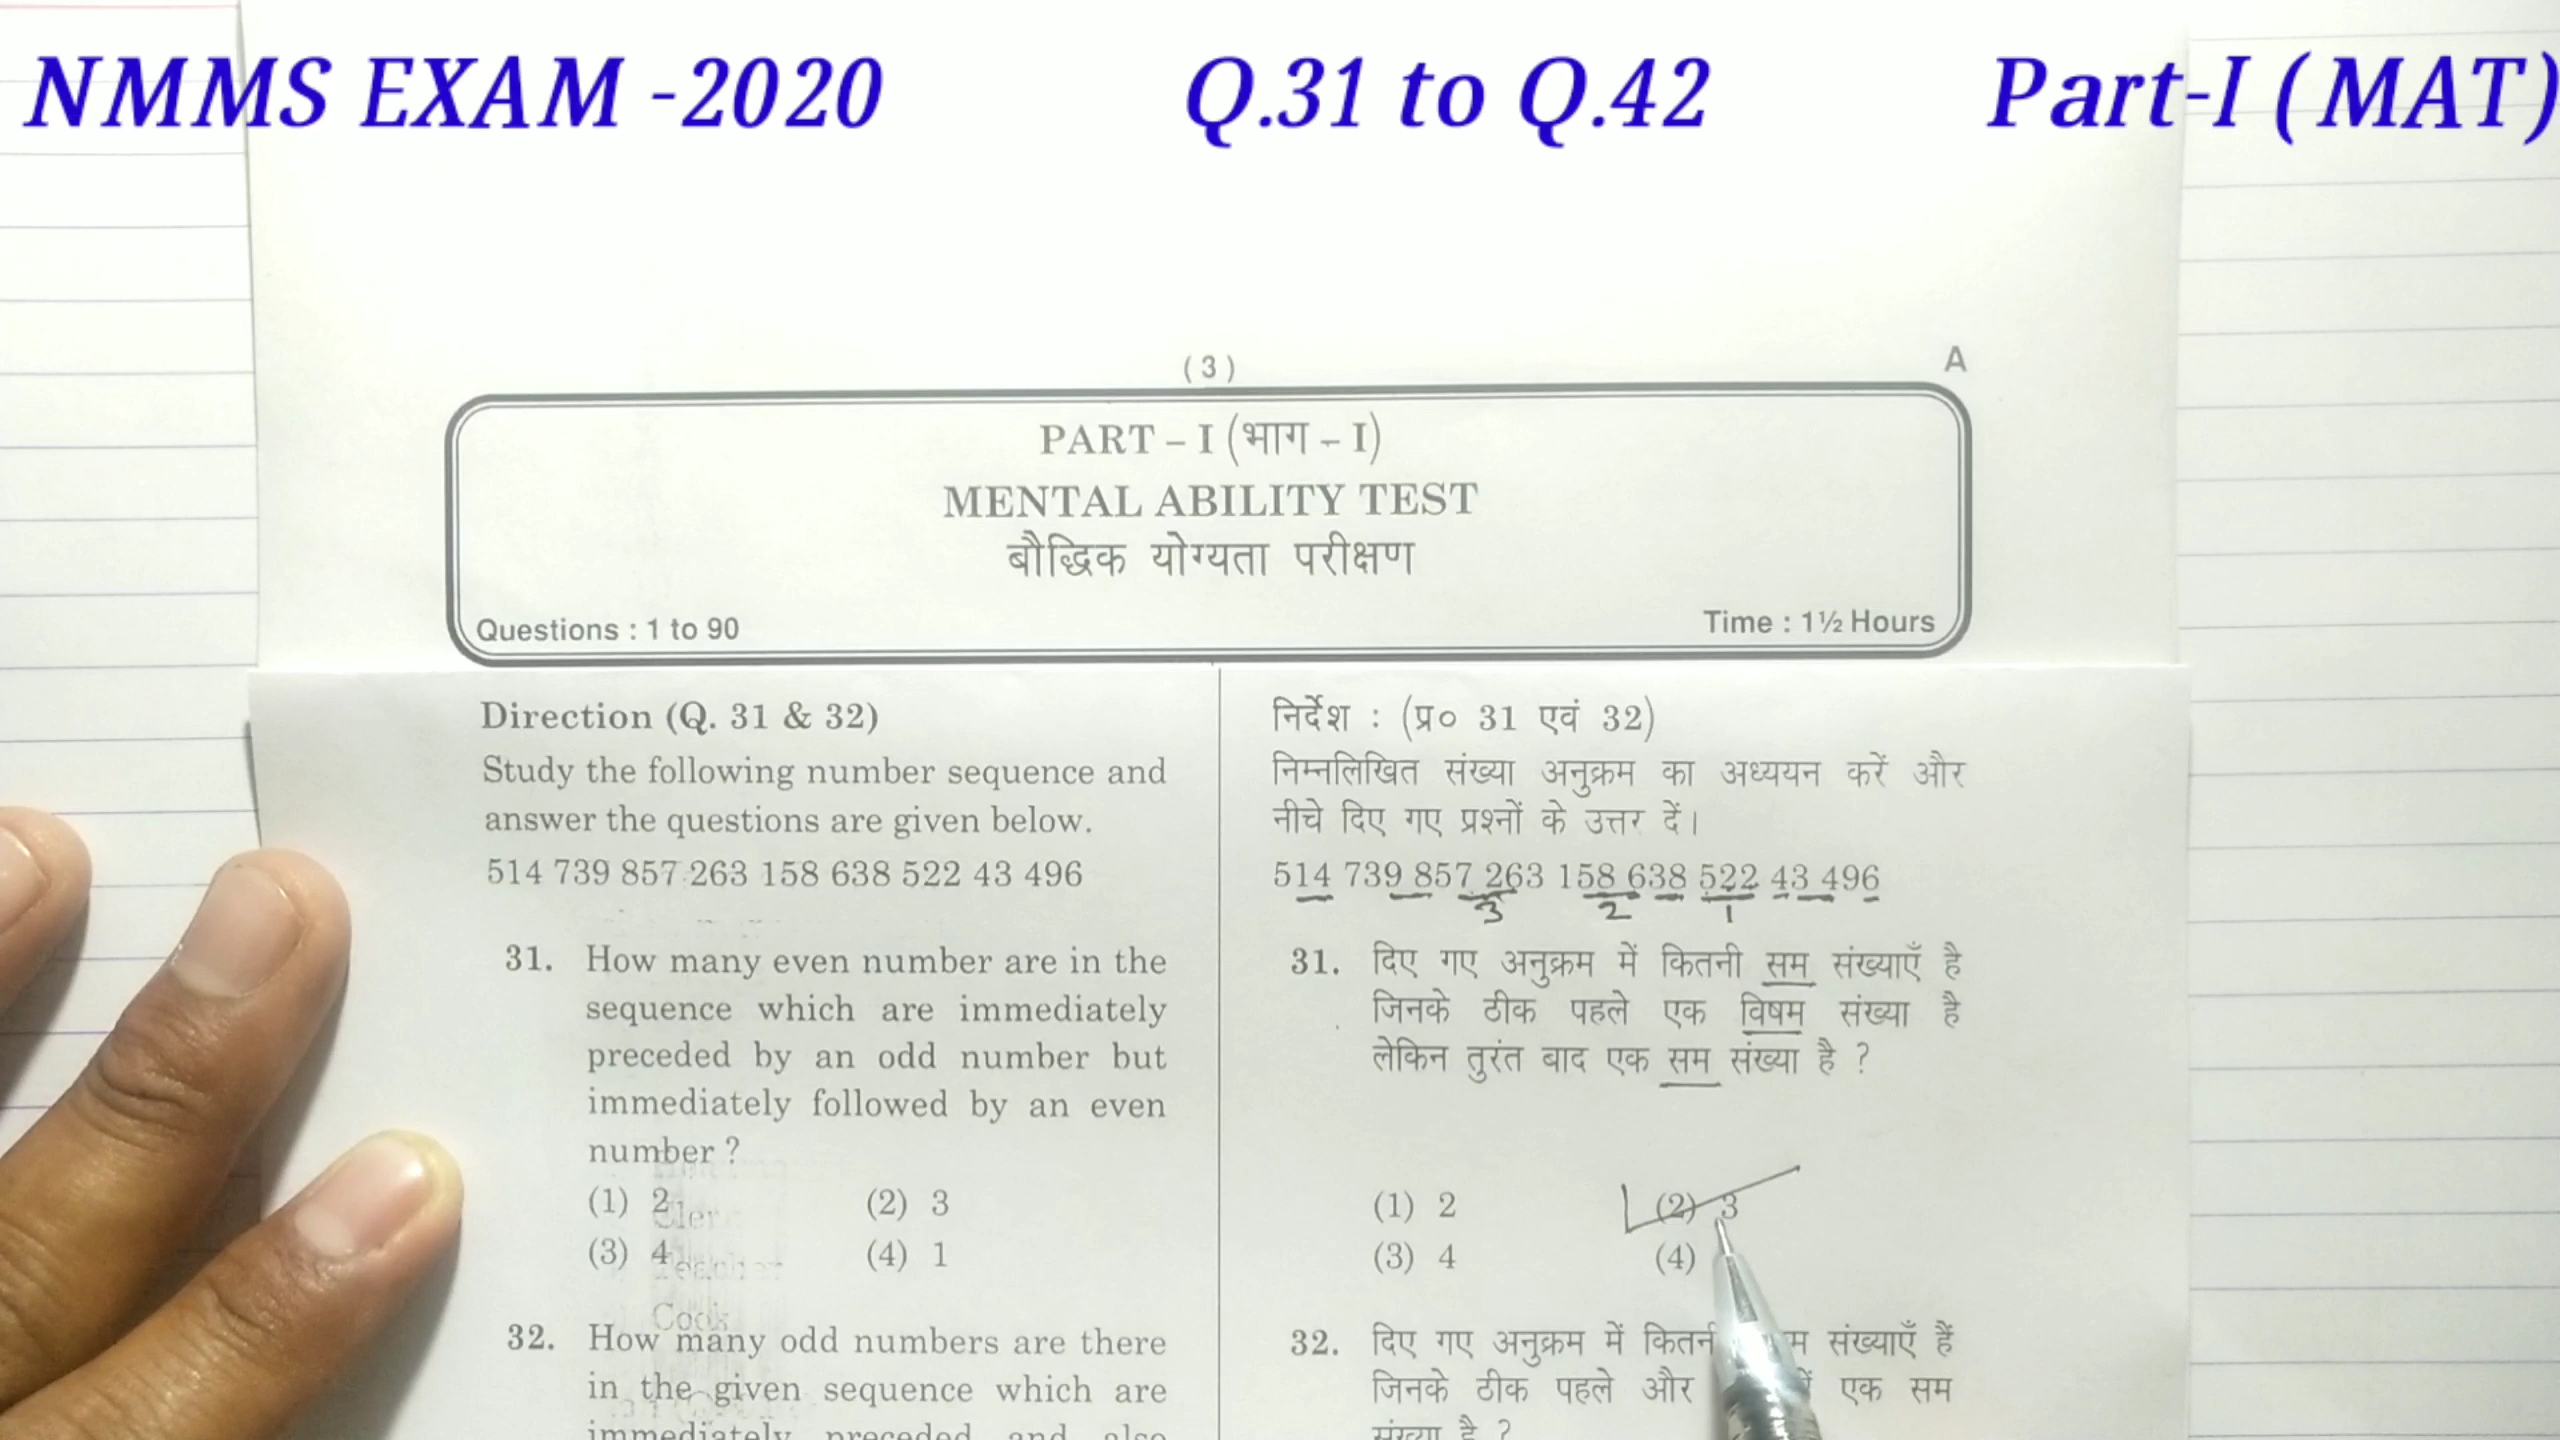 NMMS EXAM -2020 Q.31 to Q.42 Part-I (MAT)
(3) A
PART – I (भाग – I)
MENTAL ABILITY TEST
बौद्धिक योग्यता परीक्षण
Questions : 1 to 90 Time : 1½ Hours
Direction (Q. 31 & 32)
Study the following number sequence and
answer the questions are given below.
514 739 857 263 158 638 522 43 496
31. How many even number are in the
sequence which are immediately
preceded by an odd number but
immediately followed by an even
number ?
(1) 2 (2) 3
(3) 4 (4) 1
32. How many odd numbers are there
in the given sequence which are
immediately preceded and also
निर्देश : (प्र० 31 एवं 32)
निम्नलिखित संख्या अनुक्रम का अध्ययन करें और
नीचे दिए गए प्रश्नों के उत्तर दें।
514 739 857 263 158 638 522 43 496
3 2 1
31. दिए गए अनुक्रम में कितनी सम संख्याएँ है
जिनके ठीक पहले एक विषम संख्या है
लेकिन तुरंत बाद एक सम संख्या है ?
(1) 2 (2) 3
(3) 4 (4)
32. दिए गए अनुक्रम में संख्याएँ हैं
जिनके ठीक पहले और एक सम
संख्या है ?